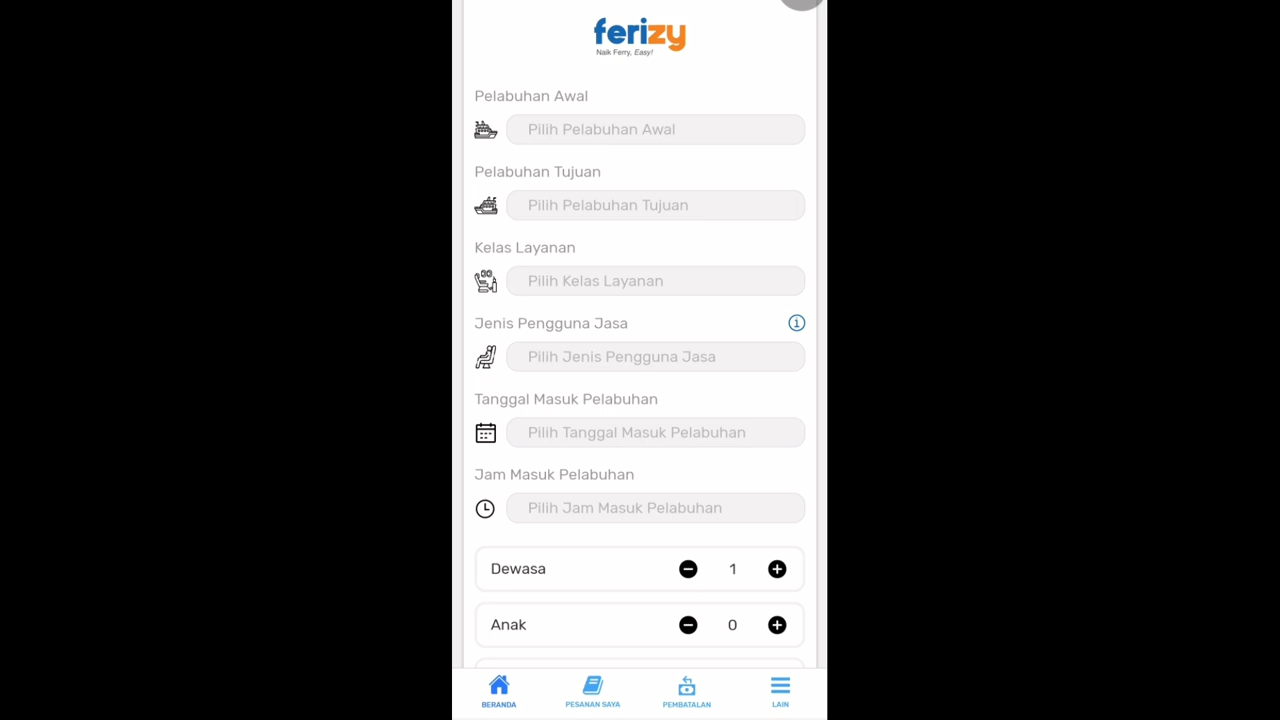 ferizy
Naik Ferry, Easy!
Pelabuhan Awal
Pilih Pelabuhan Awal
Pelabuhan Tujuan
Pilih Pelabuhan Tujuan
Kelas Layanan
Pilih Kelas Layanan
Jenis Pengguna Jasa
Pilih Jenis Pengguna Jasa
Tanggal Masuk Pelabuhan
Pilih Tanggal Masuk Pelabuhan
Jam Masuk Pelabuhan
Pilih Jam Masuk Pelabuhan
Dewasa 1
Anak 0
BERANDA PESANAN SAYA PEMBATALAN LAIN